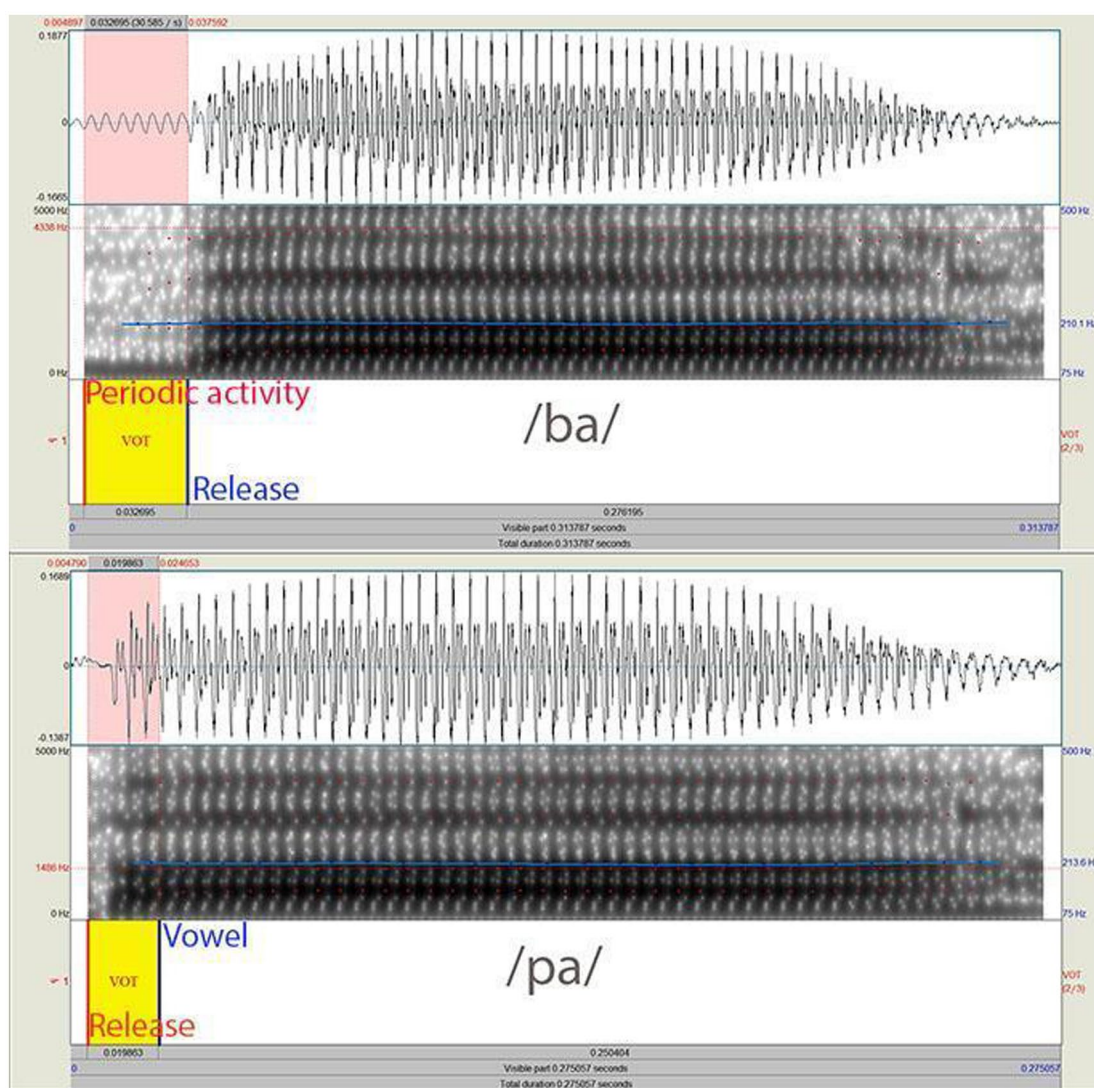 0.004897 0.032695 (30.585 / s) 0.037592
0.1877
0
-0.1665
5000 Hz 500 Hz
4338 Hz
210.1 Hz
0 Hz 75 Hz
Periodic activity
/ba/
1 VOT VOT
(2/3)
Release
0.032695 0.276195
0 Visible part 0.313787 seconds 0.313787
Total duration 0.313787 seconds
0.004790 0.019863 0.024653
0.1689
0
-0.1387
5000 Hz 500 Hz
1486 Hz 213.6 Hz
0 Hz 75 Hz
Vowel
/pa/
1 VOT VOT
(2/3)
Release
0.019863 0.250404
0 Visible part 0.275057 seconds 0.275057
Total duration 0.275057 seconds